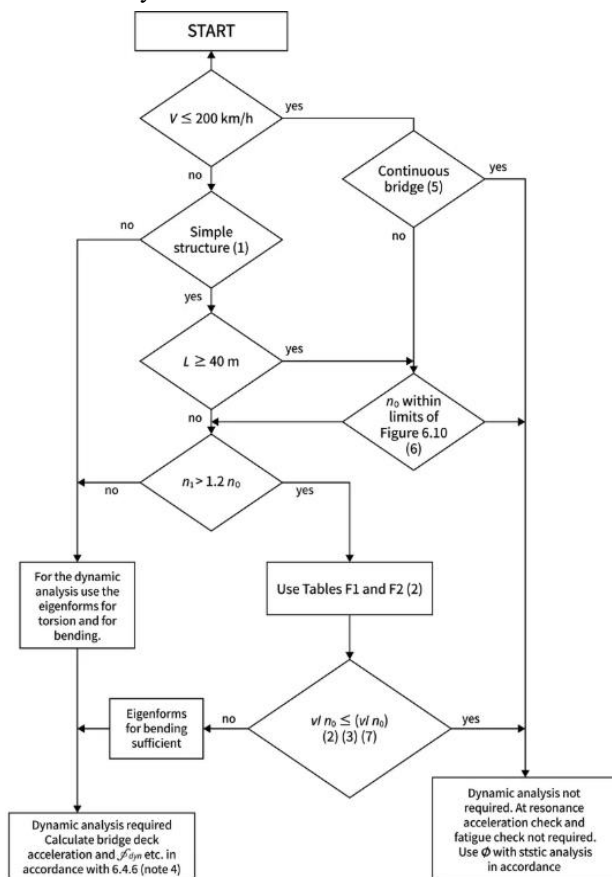 START
V ≤ 200 km/h
yes
no
Continuous
bridge (5)
yes
no
no
Simple
structure (1)
yes
L ≥ 40 m
yes
no
n₀ within
limits of
Figure 6.10
(6)
n₁> 1.2 n₀
no
yes
For the dynamic
analysis use the
eigenforms for
torsion and for
bending.
Use Tables F1 and F2 (2)
Eigenforms
for bending
sufficient
no
v/ n₀ ≤ (v/ n₀)
(2) (3) (7)
yes
Dynamic analysis required
Calculate bridge deck
acceleration and 𝒮dyn etc. in
accordance with 6.4.6 (note 4)
Dynamic analysis not
required. At resonance
acceleration check and
fatigue check not required.
Use Φ with ststic analysis
in accordance